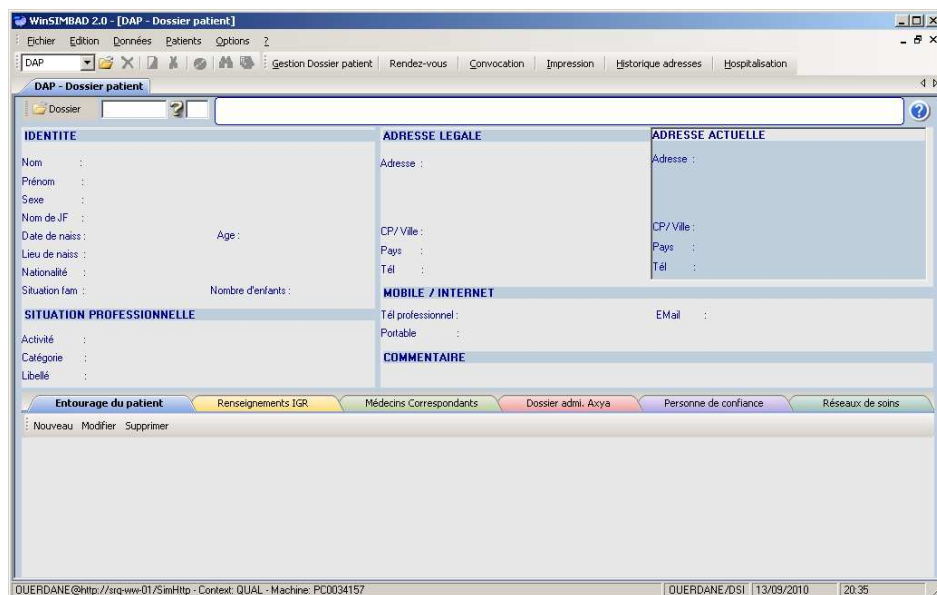 WinSIMBAD 2.0 - [DAP - Dossier patient]
Fichier Edition Données Patients Options ?
DAP Gestion Dossier patient Rendez-vous Convocation Impression Historique adresses Hospitalisation
DAP - Dossier patient
Dossier
IDENTITE
Nom :
Prénom :
Sexe :
Nom de JF :
Date de naiss : Age :
Lieu de naiss :
Nationalité :
Situation fam : Nombre d'enfants :
SITUATION PROFESSIONNELLE
Activité :
Catégorie :
Libellé :
ADRESSE LEGALE
Adresse :
CP/Ville :
Pays :
Tél :
ADRESSE ACTUELLE
Adresse :
CP/Ville :
Pays :
Tél :
MOBILE / INTERNET
Tél professionnel : EMail :
Portable :
COMMENTAIRE
Entourage du patient Renseignements IGR Médecins Correspondants Dossier admi. Axya Personne de confiance Réseaux de soins
Nouveau Modifier Supprimer
OUERDANE@http://srq-ww-01/SimHttp - Context: QUAL - Machine: PC0034157 OUERDANE/DSI 13/09/2010 20:35